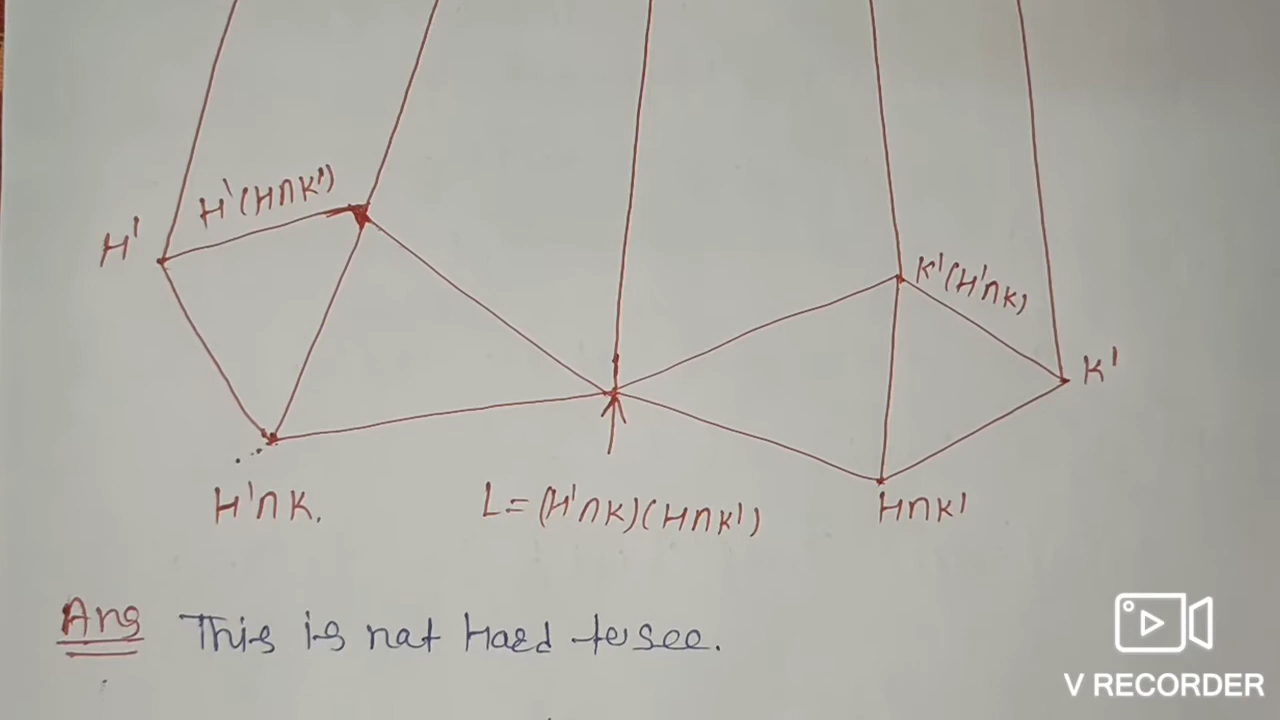 H'(H∩K')
H'
K'(H'∩K)
K'
H'∩K.
L=(H'∩K)(H∩K')
H∩K'
Ans This is not Hard to see.
V RECORDER